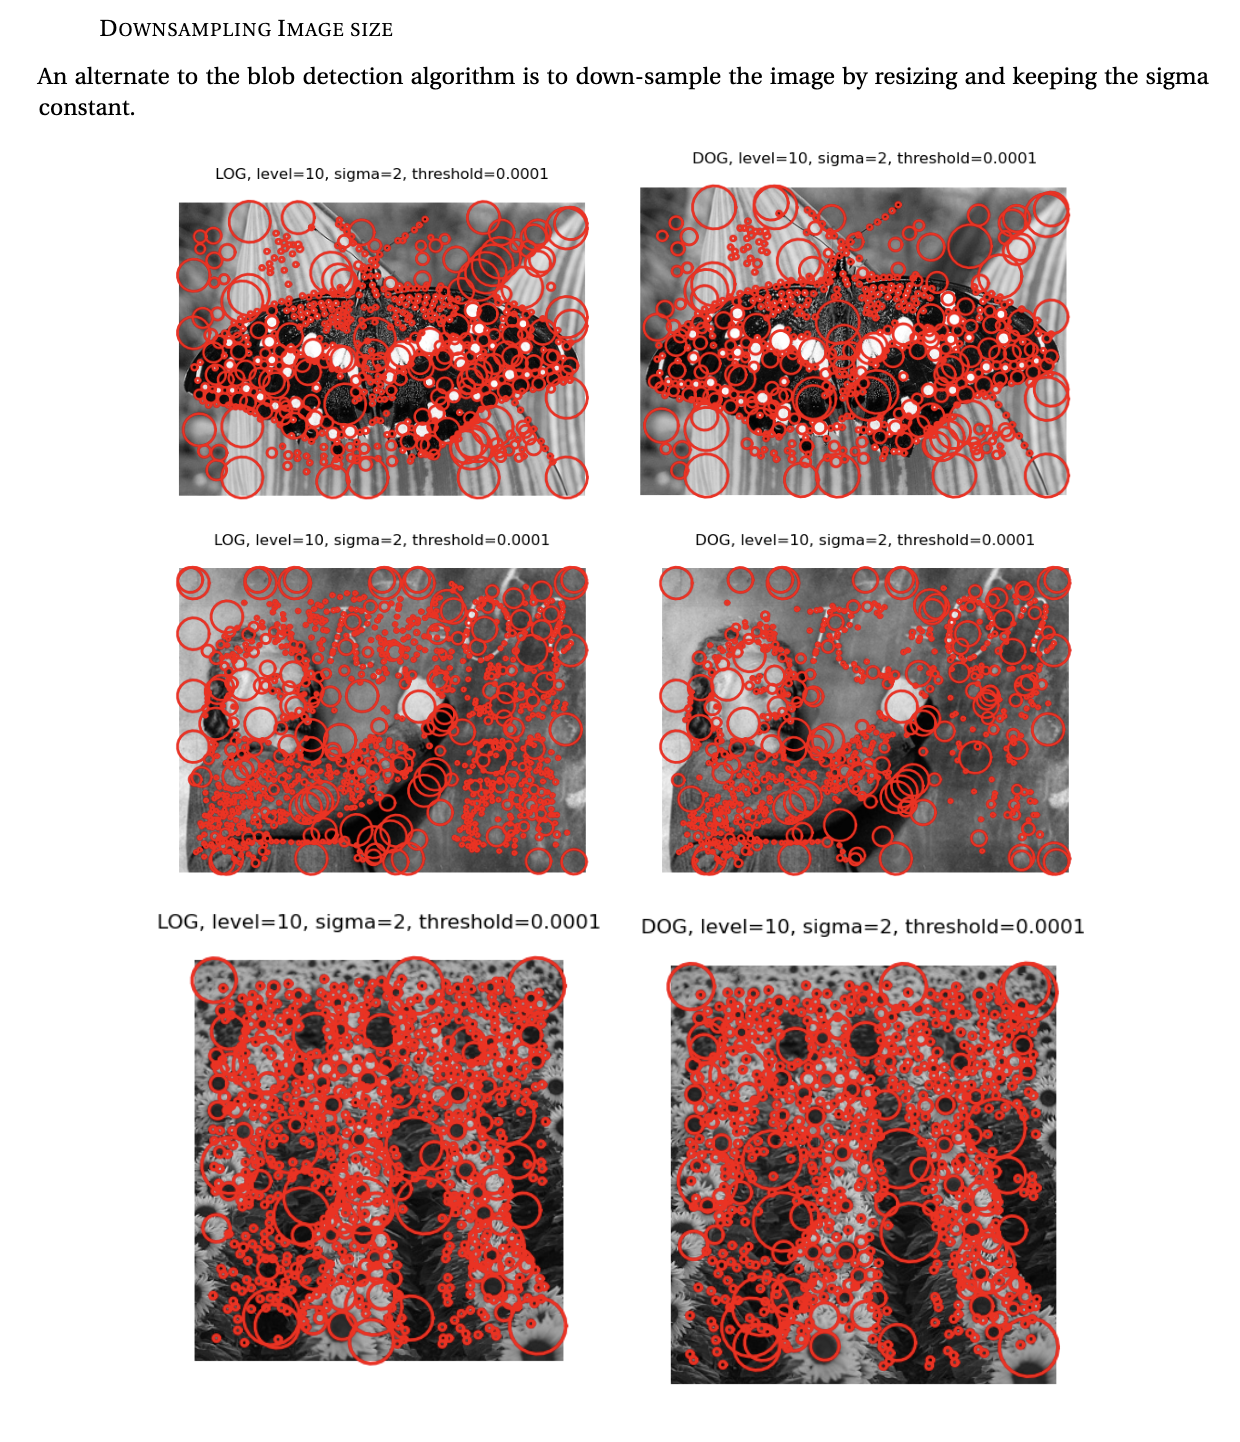 DOWNSAMPLING IMAGE SIZE
An alternate to the blob detection algorithm is to down-sample the image by resizing and keeping the sigma
constant.
LOG, level=10, sigma=2, threshold=0.0001
DOG, level=10, sigma=2, threshold=0.0001
LOG, level=10, sigma=2, threshold=0.0001
DOG, level=10, sigma=2, threshold=0.0001
LOG, level=10, sigma=2, threshold=0.0001
DOG, level=10, sigma=2, threshold=0.0001